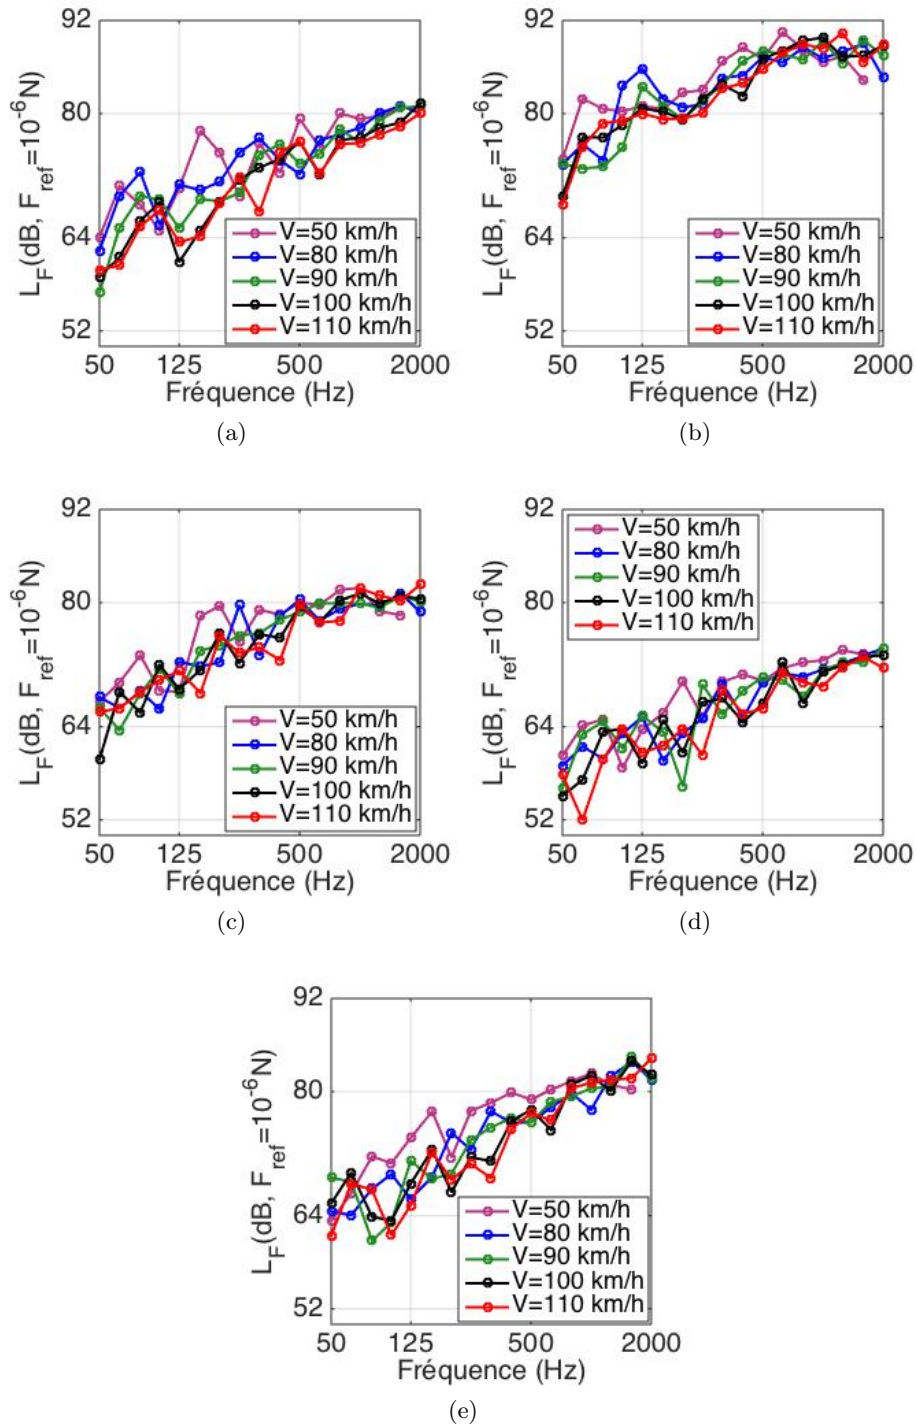 92
80
64
52
L_F(dB, F_ref=10^-6N)
V=50 km/h
V=80 km/h
V=90 km/h
V=100 km/h
V=110 km/h
50 125 500 2000
Fréquence (Hz)
(a)
92
80
64
52
L_F(dB, F_ref=10^-6N)
V=50 km/h
V=80 km/h
V=90 km/h
V=100 km/h
V=110 km/h
50 125 500 2000
Fréquence (Hz)
(b)
92
80
64
52
L_F(dB, F_ref=10^-6N)
V=50 km/h
V=80 km/h
V=90 km/h
V=100 km/h
V=110 km/h
50 125 500 2000
Fréquence (Hz)
(c)
92
80
64
52
L_F(dB, F_ref=10^-6N)
V=50 km/h
V=80 km/h
V=90 km/h
V=100 km/h
V=110 km/h
50 125 500 2000
Fréquence (Hz)
(d)
92
80
64
52
L_F(dB, F_ref=10^-6N)
V=50 km/h
V=80 km/h
V=90 km/h
V=100 km/h
V=110 km/h
50 125 500 2000
Fréquence (Hz)
(e)